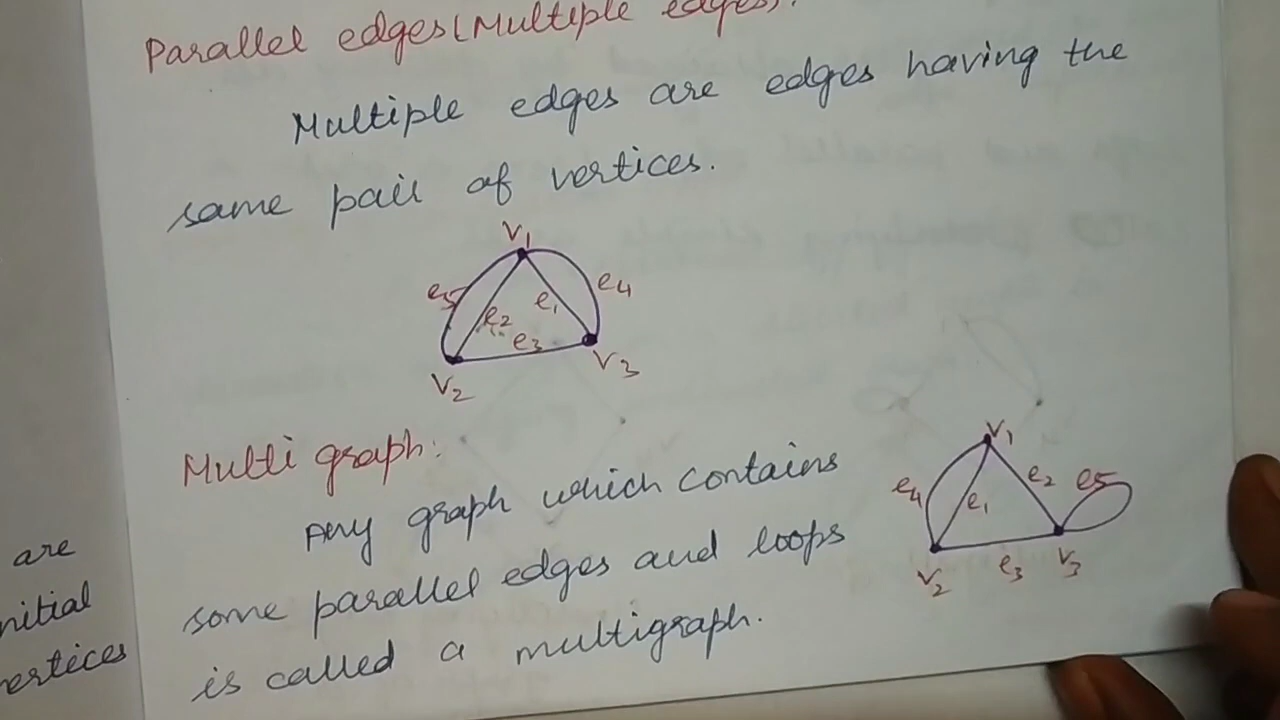 Parallel edges (Multiple edges).
Multiple edges are edges having the
same pair of vertices.
V1
e5
e2
e1
e4
e3
V2
V3
Multi graph:
Any graph which contains
some parallel edges and loops
is called a multigraph.
V1
e4
e1
e2
e5
V2
e3
V3
are
nitial
ertices